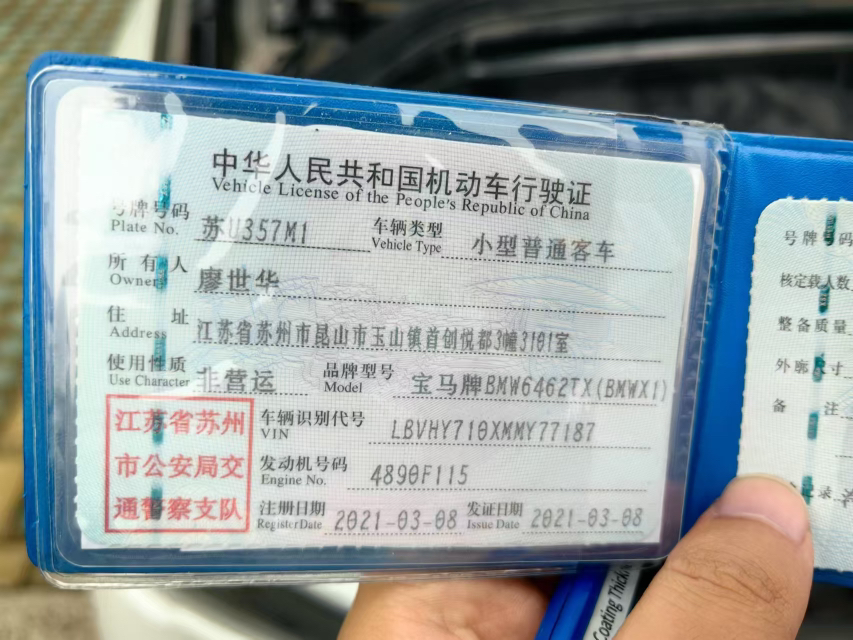 中华人民共和国机动车行驶证
Vehicle License of the People's Republic of China
号牌号码 苏U357M1 车辆类型 小型普通客车
Plate No. Vehicle Type
所有人 廖世华
Owner
住址 江苏省苏州市昆山市玉山镇首创悦都3幢3101室
Address
使用性质 非营运 品牌型号 宝马牌BMW6462TX(BMWX1)
Use Character Model
江苏省苏州
市公安局交
通警察支队
车辆识别代号 LBVHY710XMMY77187
VIN
发动机号码 4890F115
Engine No.
注册日期 2021-03-08 发证日期 2021-03-08
Register Date Issue Date
号牌号码
核定载人数
整备质量
外廓尺寸
备注
Coating Thickn